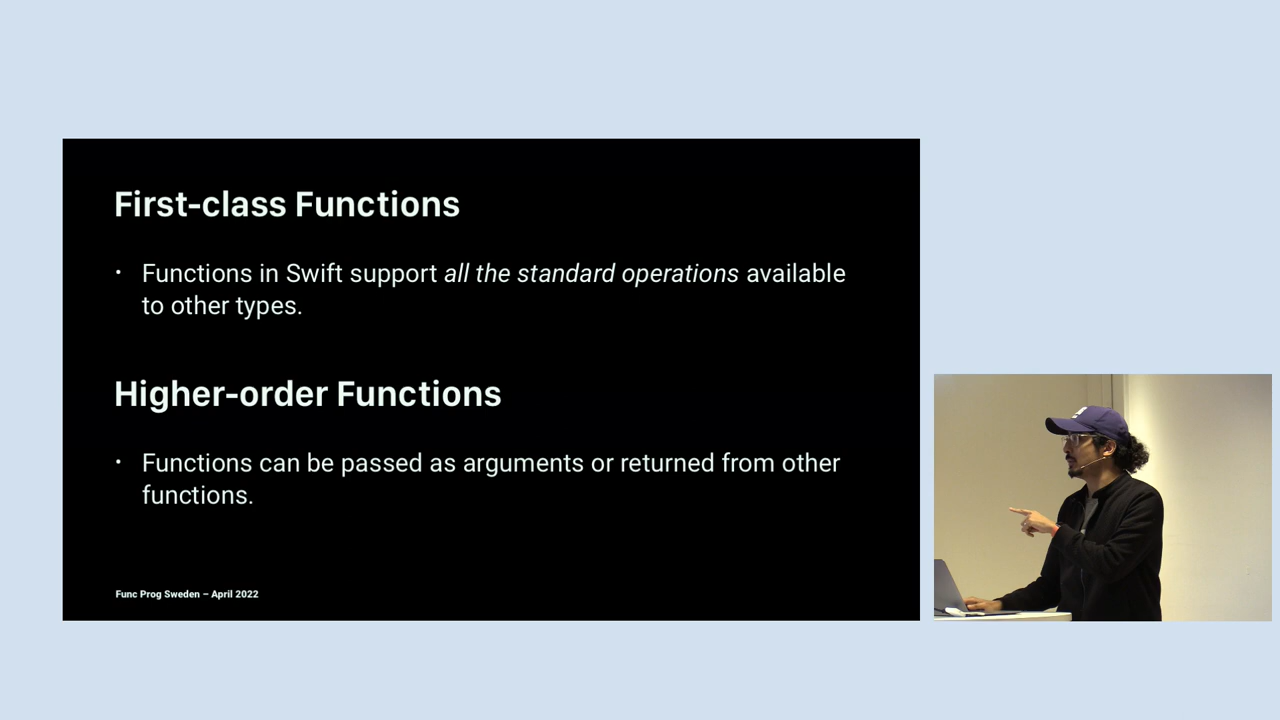 First-class Functions
• Functions in Swift support all the standard operations available
to other types.
Higher-order Functions
• Functions can be passed as arguments or returned from other
functions.
Func Prog Sweden – April 2022